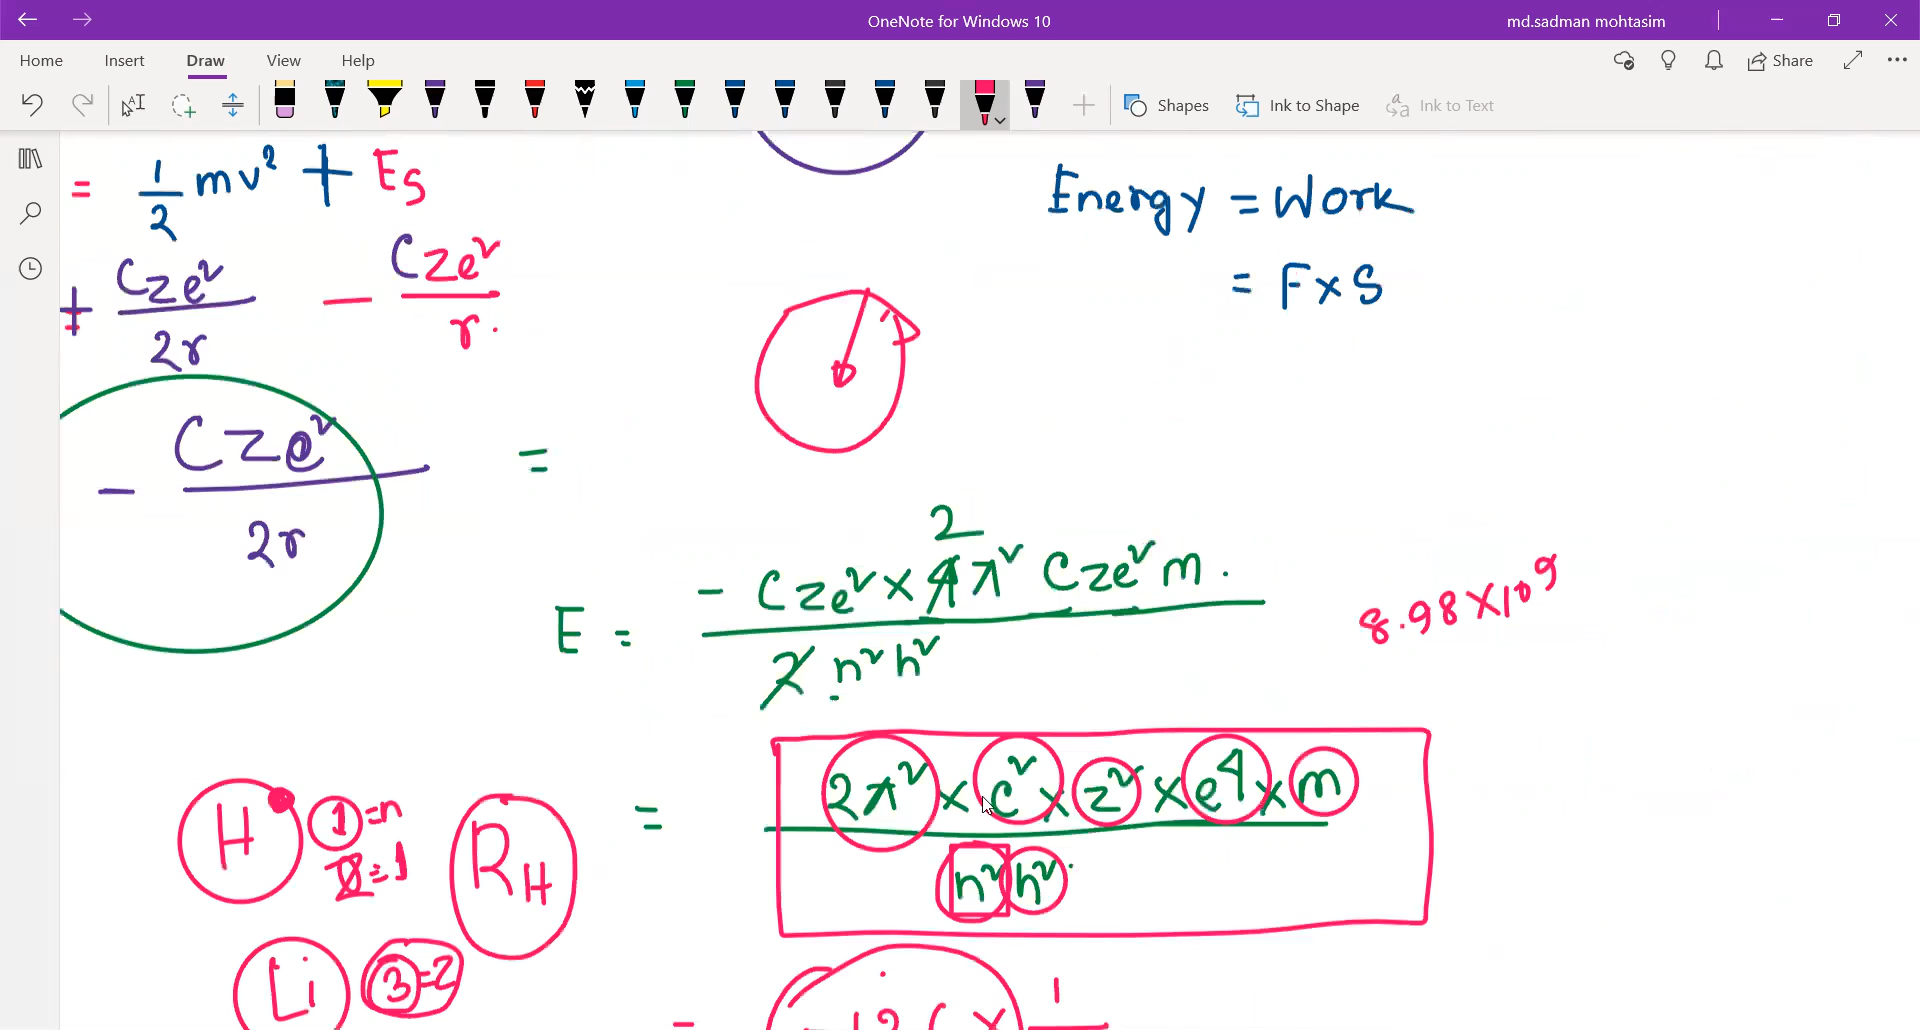 OneNote for Windows 10
md.sadman mohtasim
Home Insert Draw View Help
Share
Shapes Ink to Shape Ink to Text
= 1/2 mv² + Es
+ Cze²/2r − Cze²/r
− Cze²/2r =
Energy = Work
= F×S
E = − Cze² × 4π² Cze² m / 2 n² h²
2
8.98×10⁹
= 2π² × c² × z² × e⁴ × m / n² h²
H 1=n
=1
RH
Li 3=z
=